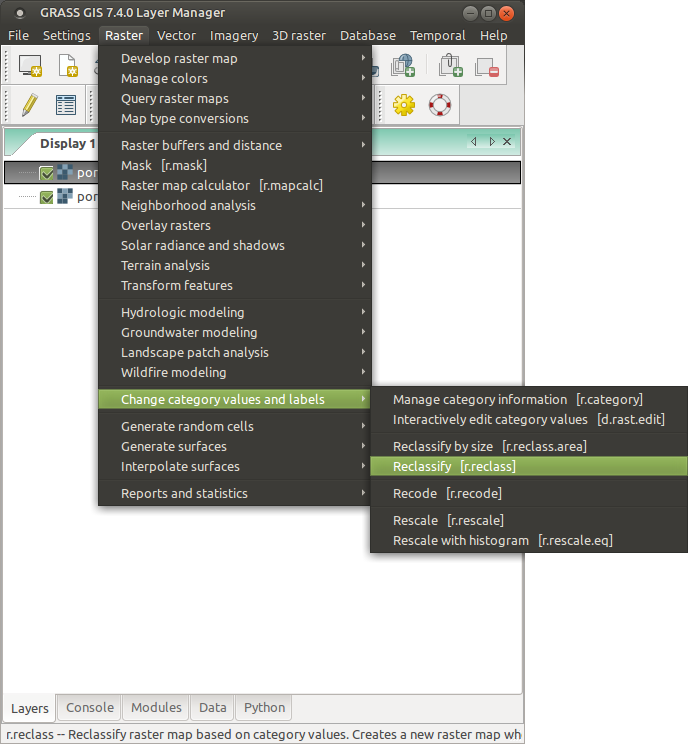 GRASS GIS 7.4.0 Layer Manager
File Settings Raster Vector Imagery 3D raster Database Temporal Help
Develop raster map
Manage colors
Query raster maps
Map type conversions
Display 1
Raster buffers and distance
Mask [r.mask]
por
Raster map calculator [r.mapcalc]
por
Neighborhood analysis
Overlay rasters
Solar radiance and shadows
Terrain analysis
Transform features
Hydrologic modeling
Groundwater modeling
Landscape patch analysis
Wildfire modeling
Change category values and labels
Generate random cells
Generate surfaces
Interpolate surfaces
Reports and statistics
Manage category information [r.category]
Interactively edit category values [d.rast.edit]
Reclassify by size [r.reclass.area]
Reclassify [r.reclass]
Recode [r.recode]
Rescale [r.rescale]
Rescale with histogram [r.rescale.eq]
Layers Console Modules Data Python
r.reclass -- Reclassify raster map based on category values. Creates a new raster map wh